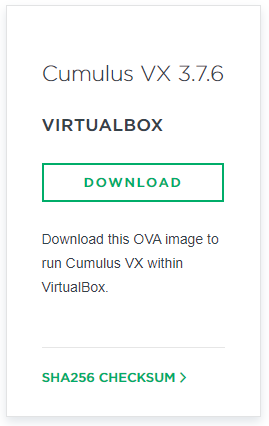 Cumulus VX 3.7.6
VIRTUALBOX
DOWNLOAD
Download this OVA image to
run Cumulus VX within
VirtualBox.
SHA256 CHECKSUM >